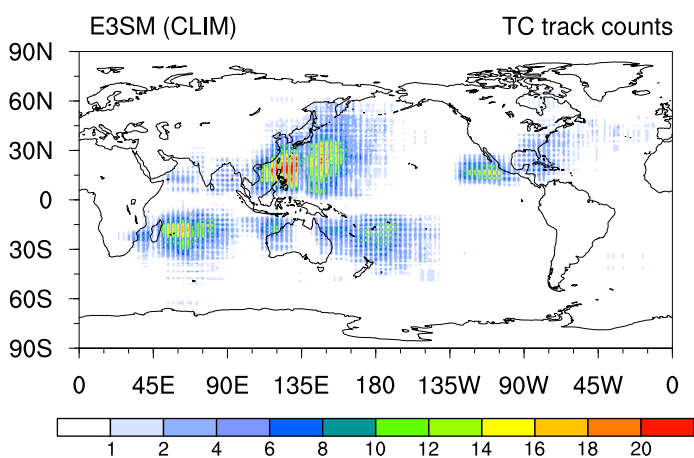 E3SM (CLIM) TC track counts
90N
60N
30N
0
30S
60S
90S
0 45E 90E 135E 180 135W 90W 45W 0
1 2 4 6 8 10 12 14 16 18 20